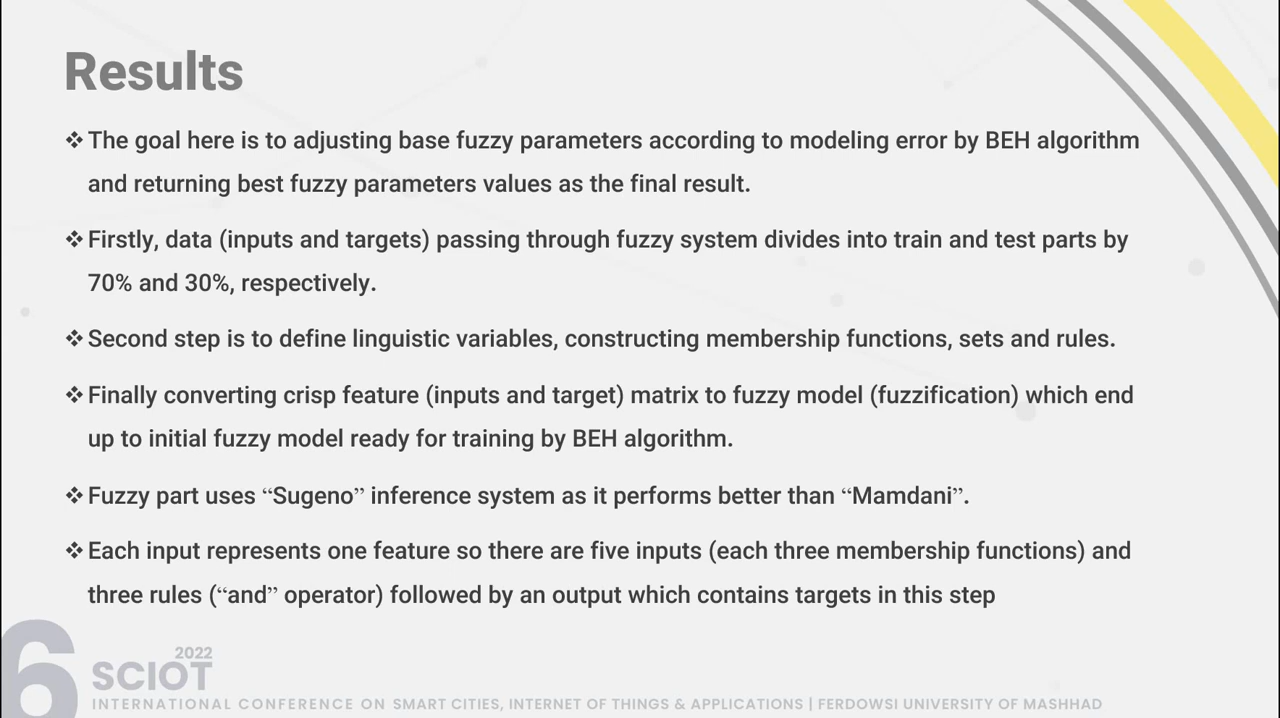 Results
❖ The goal here is to adjusting base fuzzy parameters according to modeling error by BEH algorithm
and returning best fuzzy parameters values as the final result.
❖ Firstly, data (inputs and targets) passing through fuzzy system divides into train and test parts by
70% and 30%, respectively.
❖ Second step is to define linguistic variables, constructing membership functions, sets and rules.
❖ Finally converting crisp feature (inputs and target) matrix to fuzzy model (fuzzification) which end
up to initial fuzzy model ready for training by BEH algorithm.
❖ Fuzzy part uses “Sugeno” inference system as it performs better than “Mamdani”.
❖ Each input represents one feature so there are five inputs (each three membership functions) and
three rules (“and” operator) followed by an output which contains targets in this step
6
2022
SCIOT
INTERNATIONAL CONFERENCE ON SMART CITIES, INTERNET OF THINGS & APPLICATIONS | FERDOWSI UNIVERSITY OF MASHHAD